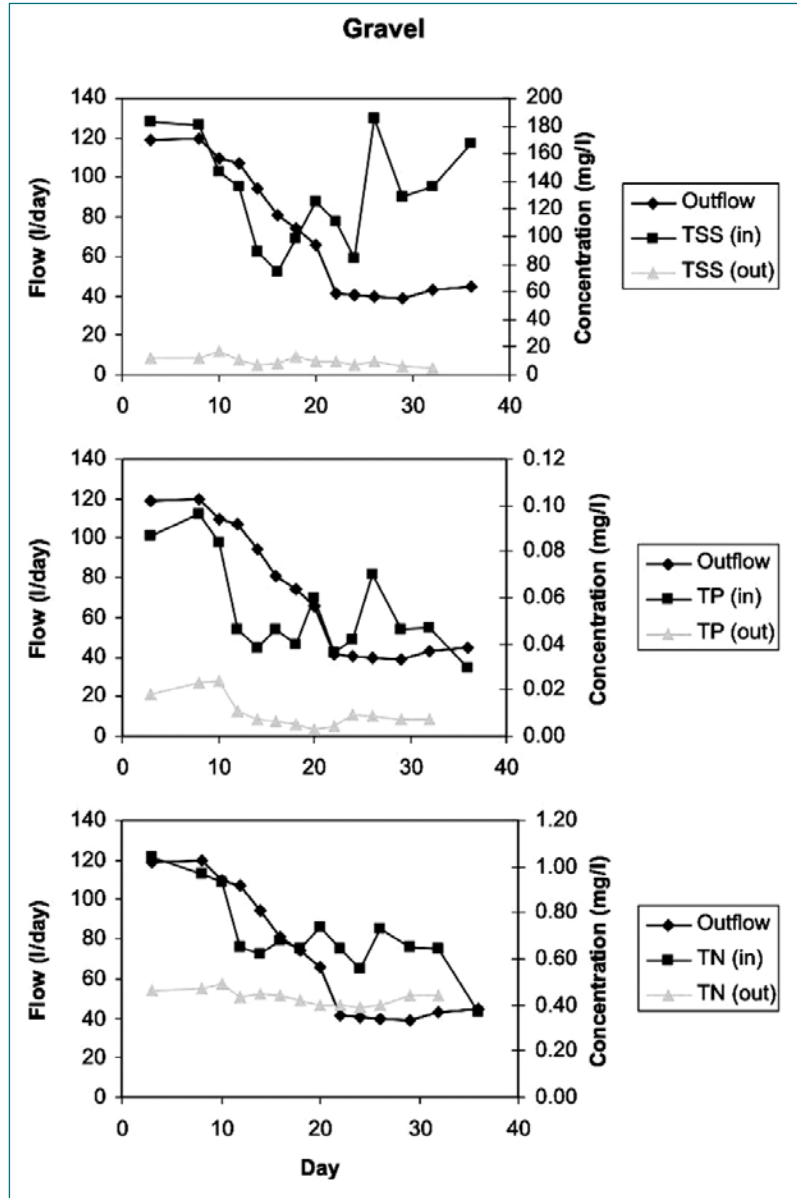 Gravel
Flow (l/day)
140
120
100
80
60
40
20
0
0 10 20 30 40
200
180
160
140
120
100
80
60
40
20
0
Concentration (mg/l)
Outflow
TSS (in)
TSS (out)
Flow (l/day)
140
120
100
80
60
40
20
0
0 10 20 30 40
0.12
0.10
0.08
0.06
0.04
0.02
0.00
Concentration (mg/l)
Outflow
TP (in)
TP (out)
Flow (l/day)
140
120
100
80
60
40
20
0
0 10 20 30 40
1.20
1.00
0.80
0.60
0.40
0.20
0.00
Concentration (mg/l)
Outflow
TN (in)
TN (out)
Day